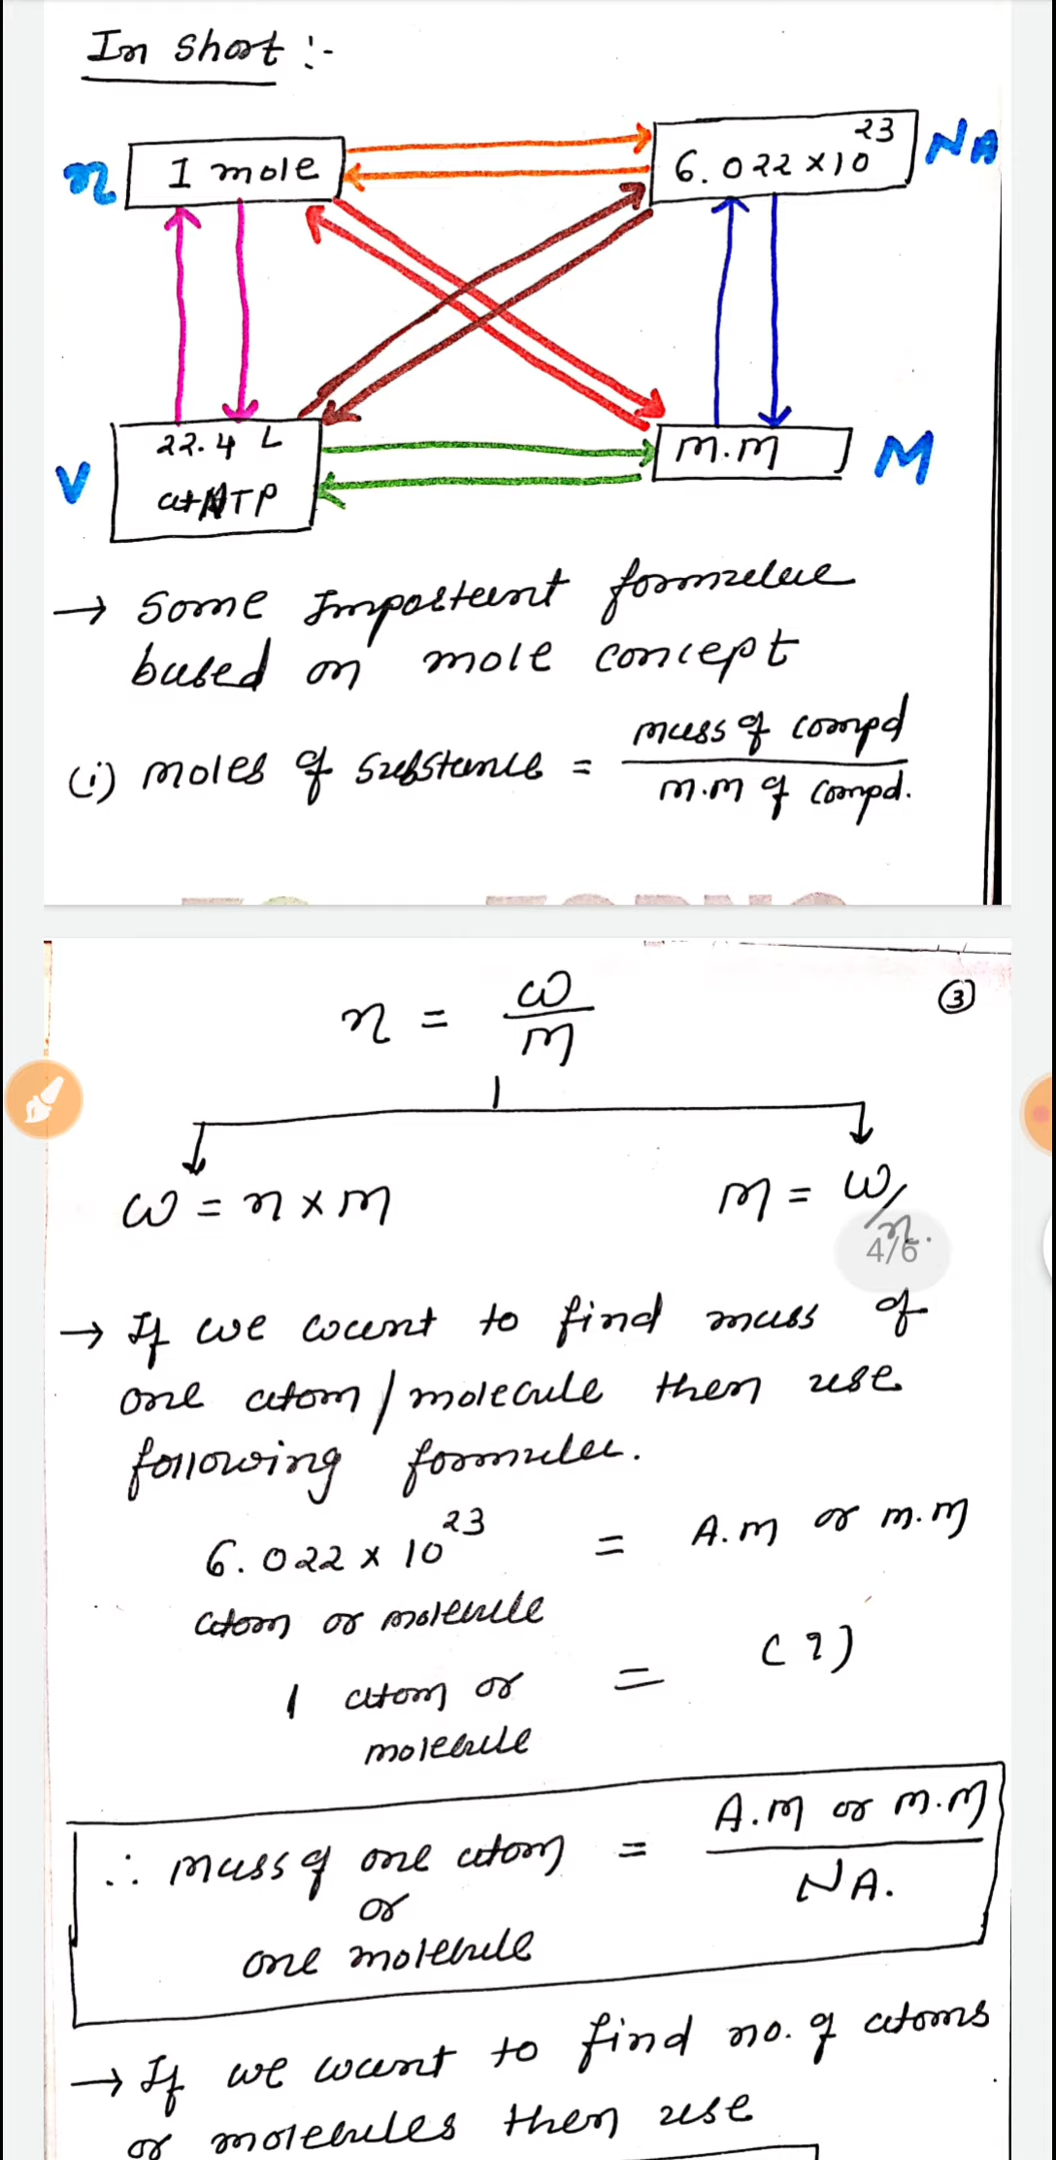 In short :-
n 1 mole 6.022 × 10^23 NA
V 22.4 L at NTP m.m M
→ Some Important formulae
based on mole concept
(i) moles of substance = mass of compd / m.m of compd.
③
n = w/m
w = n × m m = w/n.
4/6
→ If we want to find mass of
one atom / molecule then use
following formulae.
6.022 × 10^23 = A.m or m.m
atom or molecule
1 atom or = (?)
molecule
∴ mass of one atom = A.M or m.M / NA.
or
one molecule
→ If we want to find no. of atoms
or molecules then use